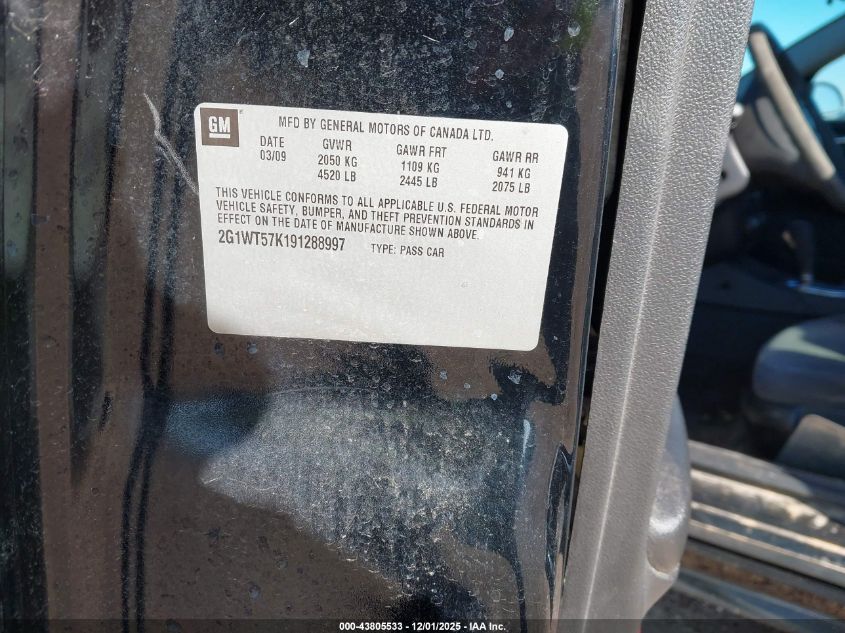 GM
MFD BY GENERAL MOTORS OF CANADA LTD.
DATE GVWR GAWR FRT GAWR RR
03/09 2050 KG 1109 KG 941 KG
4520 LB 2445 LB 2075 LB
THIS VEHICLE CONFORMS TO ALL APPLICABLE U.S. FEDERAL MOTOR
VEHICLE SAFETY, BUMPER, AND THEFT PREVENTION STANDARDS IN
EFFECT ON THE DATE OF MANUFACTURE SHOWN ABOVE.
2G1WT57K191288997 TYPE: PASS CAR
000-43805533 - 12/01/2025 - IAA Inc.